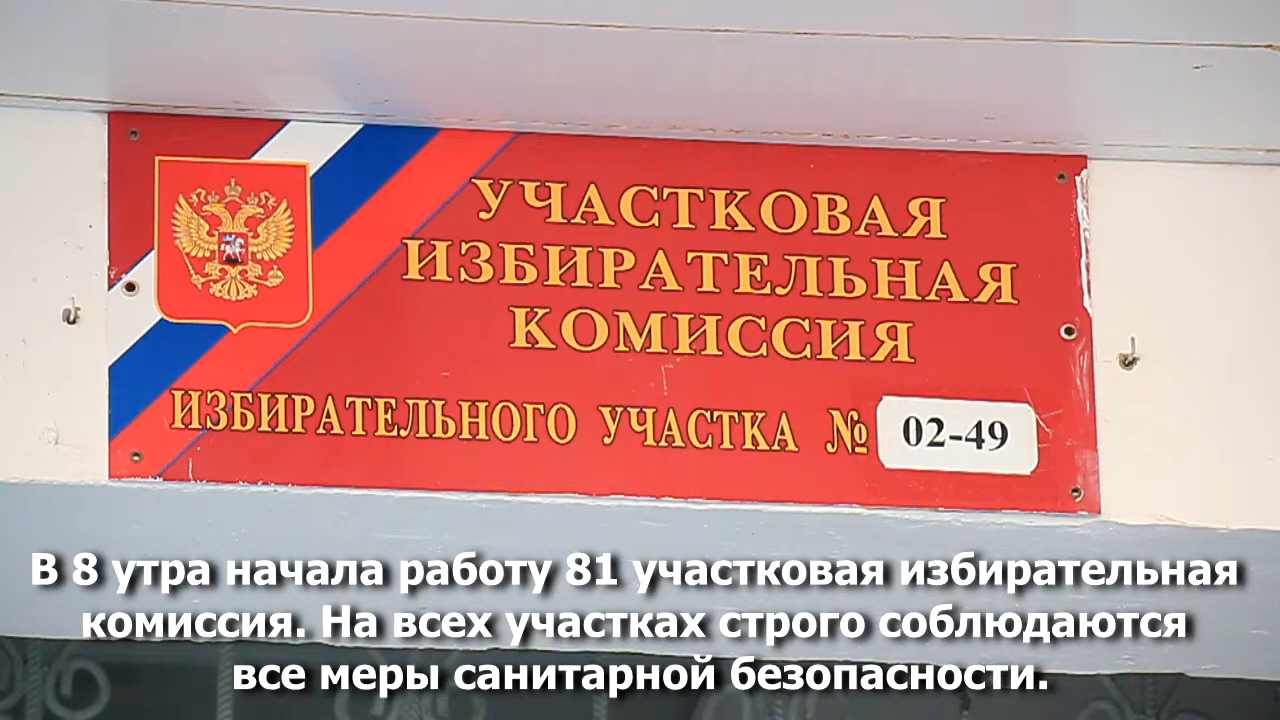 УЧАСТКОВАЯ
ИЗБИРАТЕЛЬНАЯ
КОМИССИЯ
ИЗБИРАТЕЛЬНОГО УЧАСТКА № 02-49
В 8 утра начала работу 81 участковая избирательная
комиссия. На всех участках строго соблюдаются
все меры санитарной безопасности.